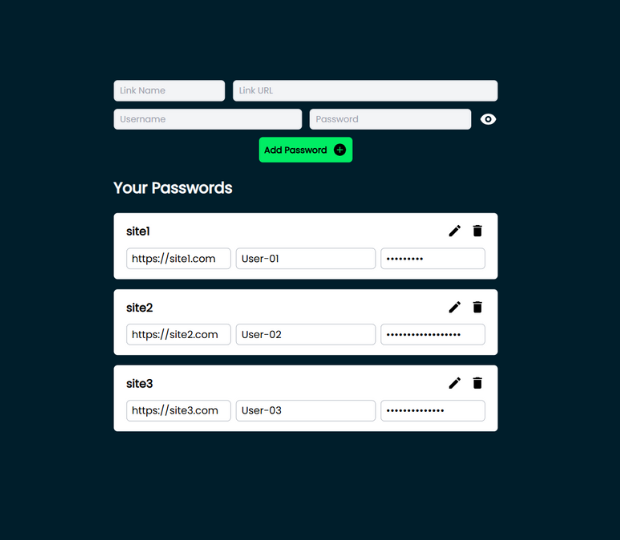 Link Name Link URL
Username Password
Add Password
Your Passwords
site1
https://site1.com User-01 •••••••••
site2
https://site2.com User-02 ••••••••••••••••••
site3
https://site3.com User-03 ••••••••••••••